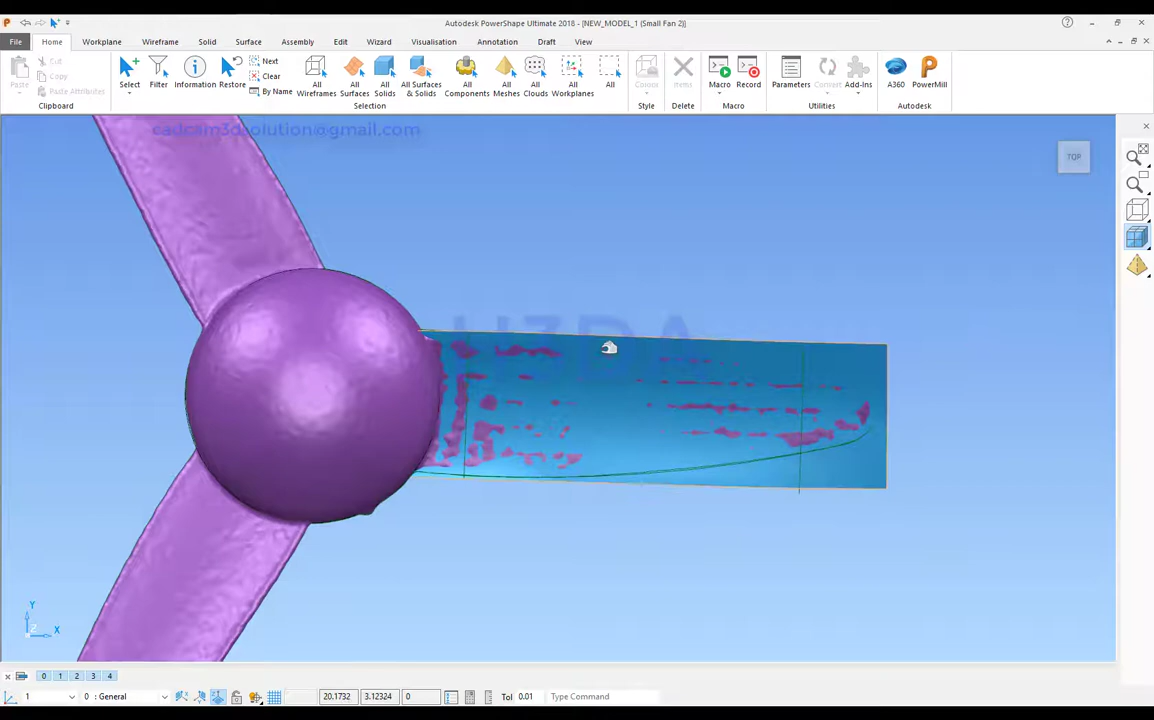 Autodesk PowerShape Ultimate 2018 - [NEW_MODEL_1 (Small Fan 2)]
File Home Workplane Wireframe Solid Surface Assembly Edit Wizard Visualisation Annotation Draft View
Paste Cut Copy Paste Attributes
Select Filter Information Restore Next Clear By Name
All Wireframes All Surfaces All Solids All Surfaces & Solids All Components All Meshes All Clouds All Workplanes All
Colors Items Macro Record Parameters Convert Add-Ins A360 PowerMill
Clipboard Selection Style Delete Macro Utilities Autodesk
cadcam3dsolution@gmail.com
TOP
H3DA
Y
Z X
0 1 2 3 4
1 0 : General 20.1732 3.12324 0 Tol 0.01 Type Command